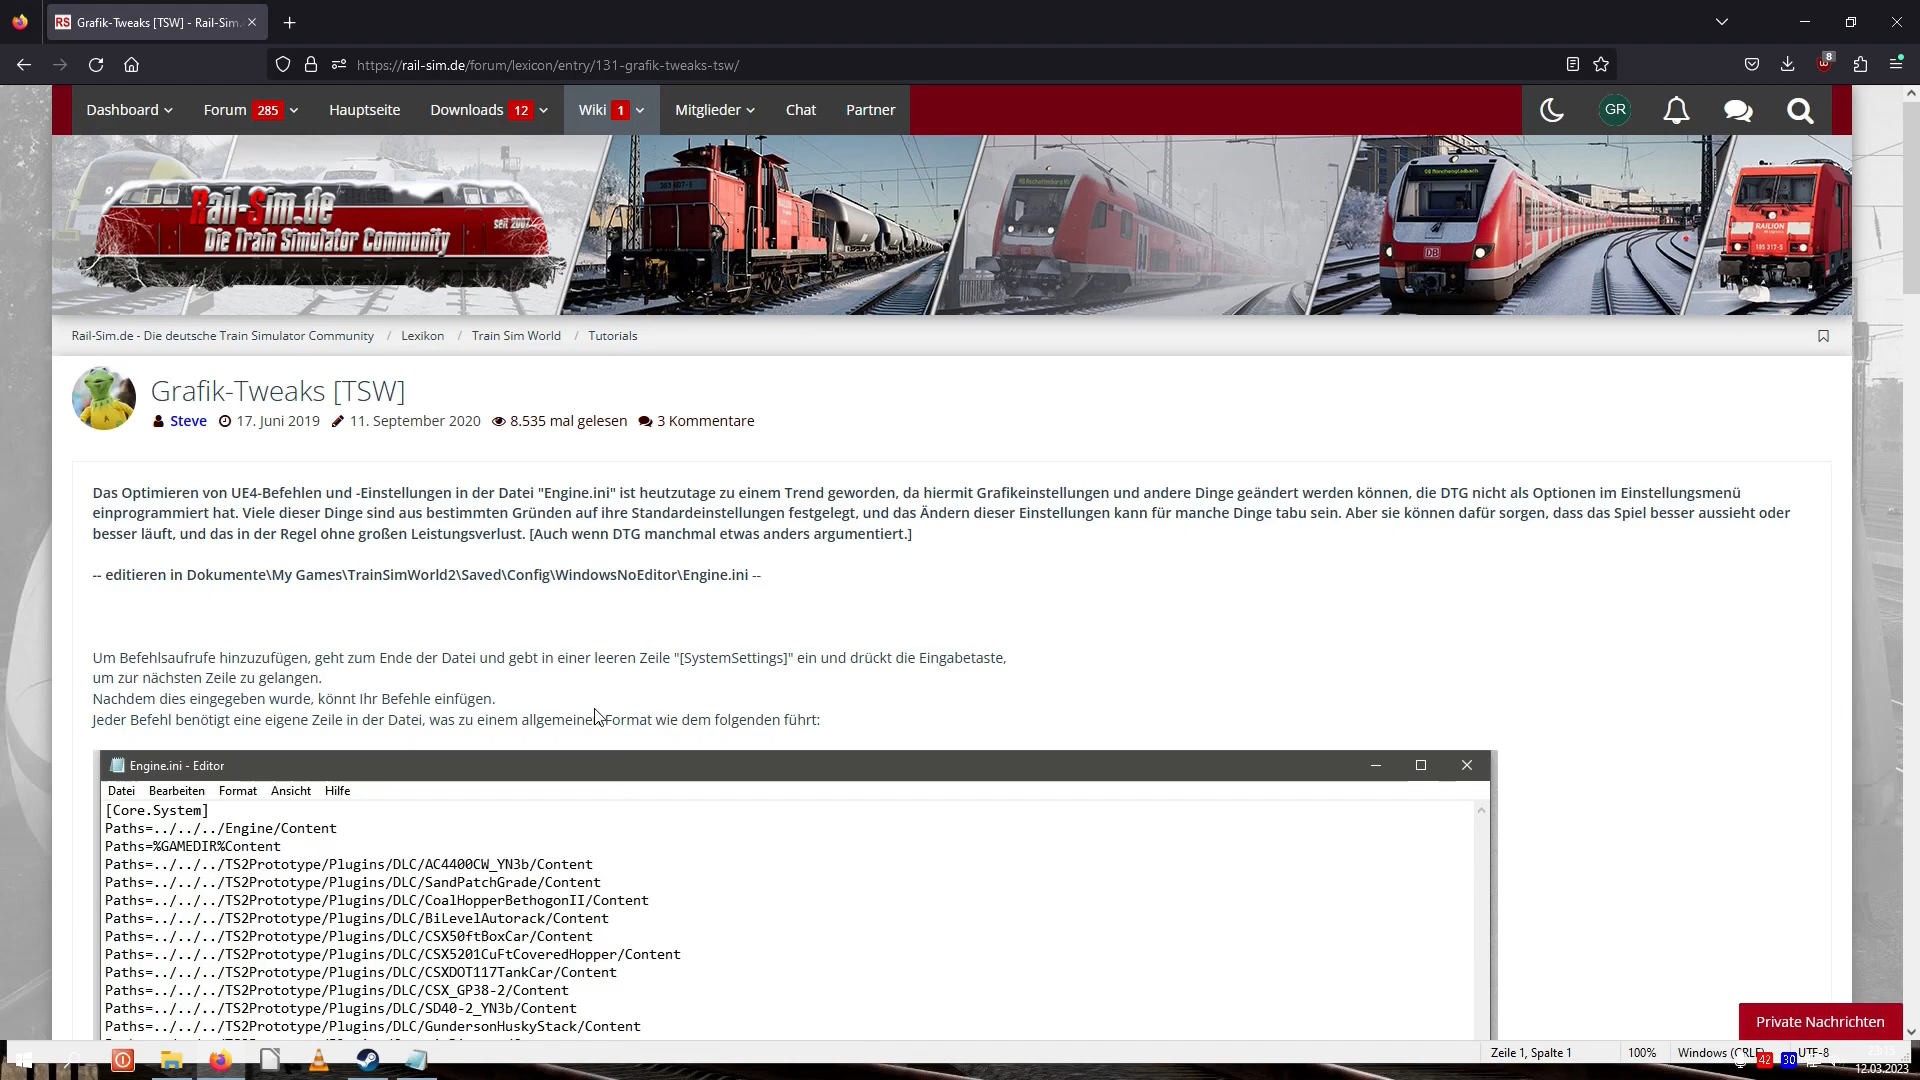 Grafik-Tweaks [TSW] - Rail-Sim.
https://rail-sim.de/forum/lexicon/entry/131-grafik-tweaks-tsw/
8
Dashboard Forum 285 Hauptseite Downloads 12 Wiki 1 Mitglieder Chat Partner GR
Rail-Sim.de
Die Train Simulator Community
seit 2007
Rail-Sim.de - Die deutsche Train Simulator Community / Lexikon / Train Sim World / Tutorials
Grafik-Tweaks [TSW]
Steve 17. Juni 2019 11. September 2020 8.535 mal gelesen 3 Kommentare
Das Optimieren von UE4-Befehlen und -Einstellungen in der Datei "Engine.ini" ist heutzutage zu einem Trend geworden, da hiermit Grafikeinstellungen und andere Dinge geändert werden können, die DTG nicht als Optionen im Einstellungsmenü
einprogrammiert hat. Viele dieser Dinge sind aus bestimmten Gründen auf ihre Standardeinstellungen festgelegt, und das Ändern dieser Einstellungen kann für manche Dinge tabu sein. Aber sie können dafür sorgen, dass das Spiel besser aussieht oder
besser läuft, und das in der Regel ohne großen Leistungsverlust. [Auch wenn DTG manchmal etwas anders argumentiert.]
-- editieren in Dokumente\My Games\TrainSimWorld2\Saved\Config\WindowsNoEditor\Engine.ini --
Um Befehlsaufrufe hinzuzufügen, geht zum Ende der Datei und gebt in einer leeren Zeile "[SystemSettings]" ein und drückt die Eingabetaste,
um zur nächsten Zeile zu gelangen.
Nachdem dies eingegeben wurde, könnt Ihr Befehle einfügen.
Jeder Befehl benötigt eine eigene Zeile in der Datei, was zu einem allgemeinen Format wie dem folgenden führt:
Engine.ini - Editor
Datei Bearbeiten Format Ansicht Hilfe
[Core.System]
Paths=../../../Engine/Content
Paths=%GAMEDIR%Content
Paths=../../../TS2Prototype/Plugins/DLC/AC4400CW_YN3b/Content
Paths=../../../TS2Prototype/Plugins/DLC/SandPatchGrade/Content
Paths=../../../TS2Prototype/Plugins/DLC/CoalHopperBethogonII/Content
Paths=../../../TS2Prototype/Plugins/DLC/BiLevelAutorack/Content
Paths=../../../TS2Prototype/Plugins/DLC/CSX50ftBoxCar/Content
Paths=../../../TS2Prototype/Plugins/DLC/CSX5201CuFtCoveredHopper/Content
Paths=../../../TS2Prototype/Plugins/DLC/CSXDOT117TankCar/Content
Paths=../../../TS2Prototype/Plugins/DLC/CSX_GP38-2/Content
Paths=../../../TS2Prototype/Plugins/DLC/SD40-2_YN3b/Content
Paths=../../../TS2Prototype/Plugins/DLC/GundersonHuskyStack/Content
Private Nachrichten
Zeile 1, Spalte 1 100% Windows (CRLF) UTF-8
42 30
12.03.2023